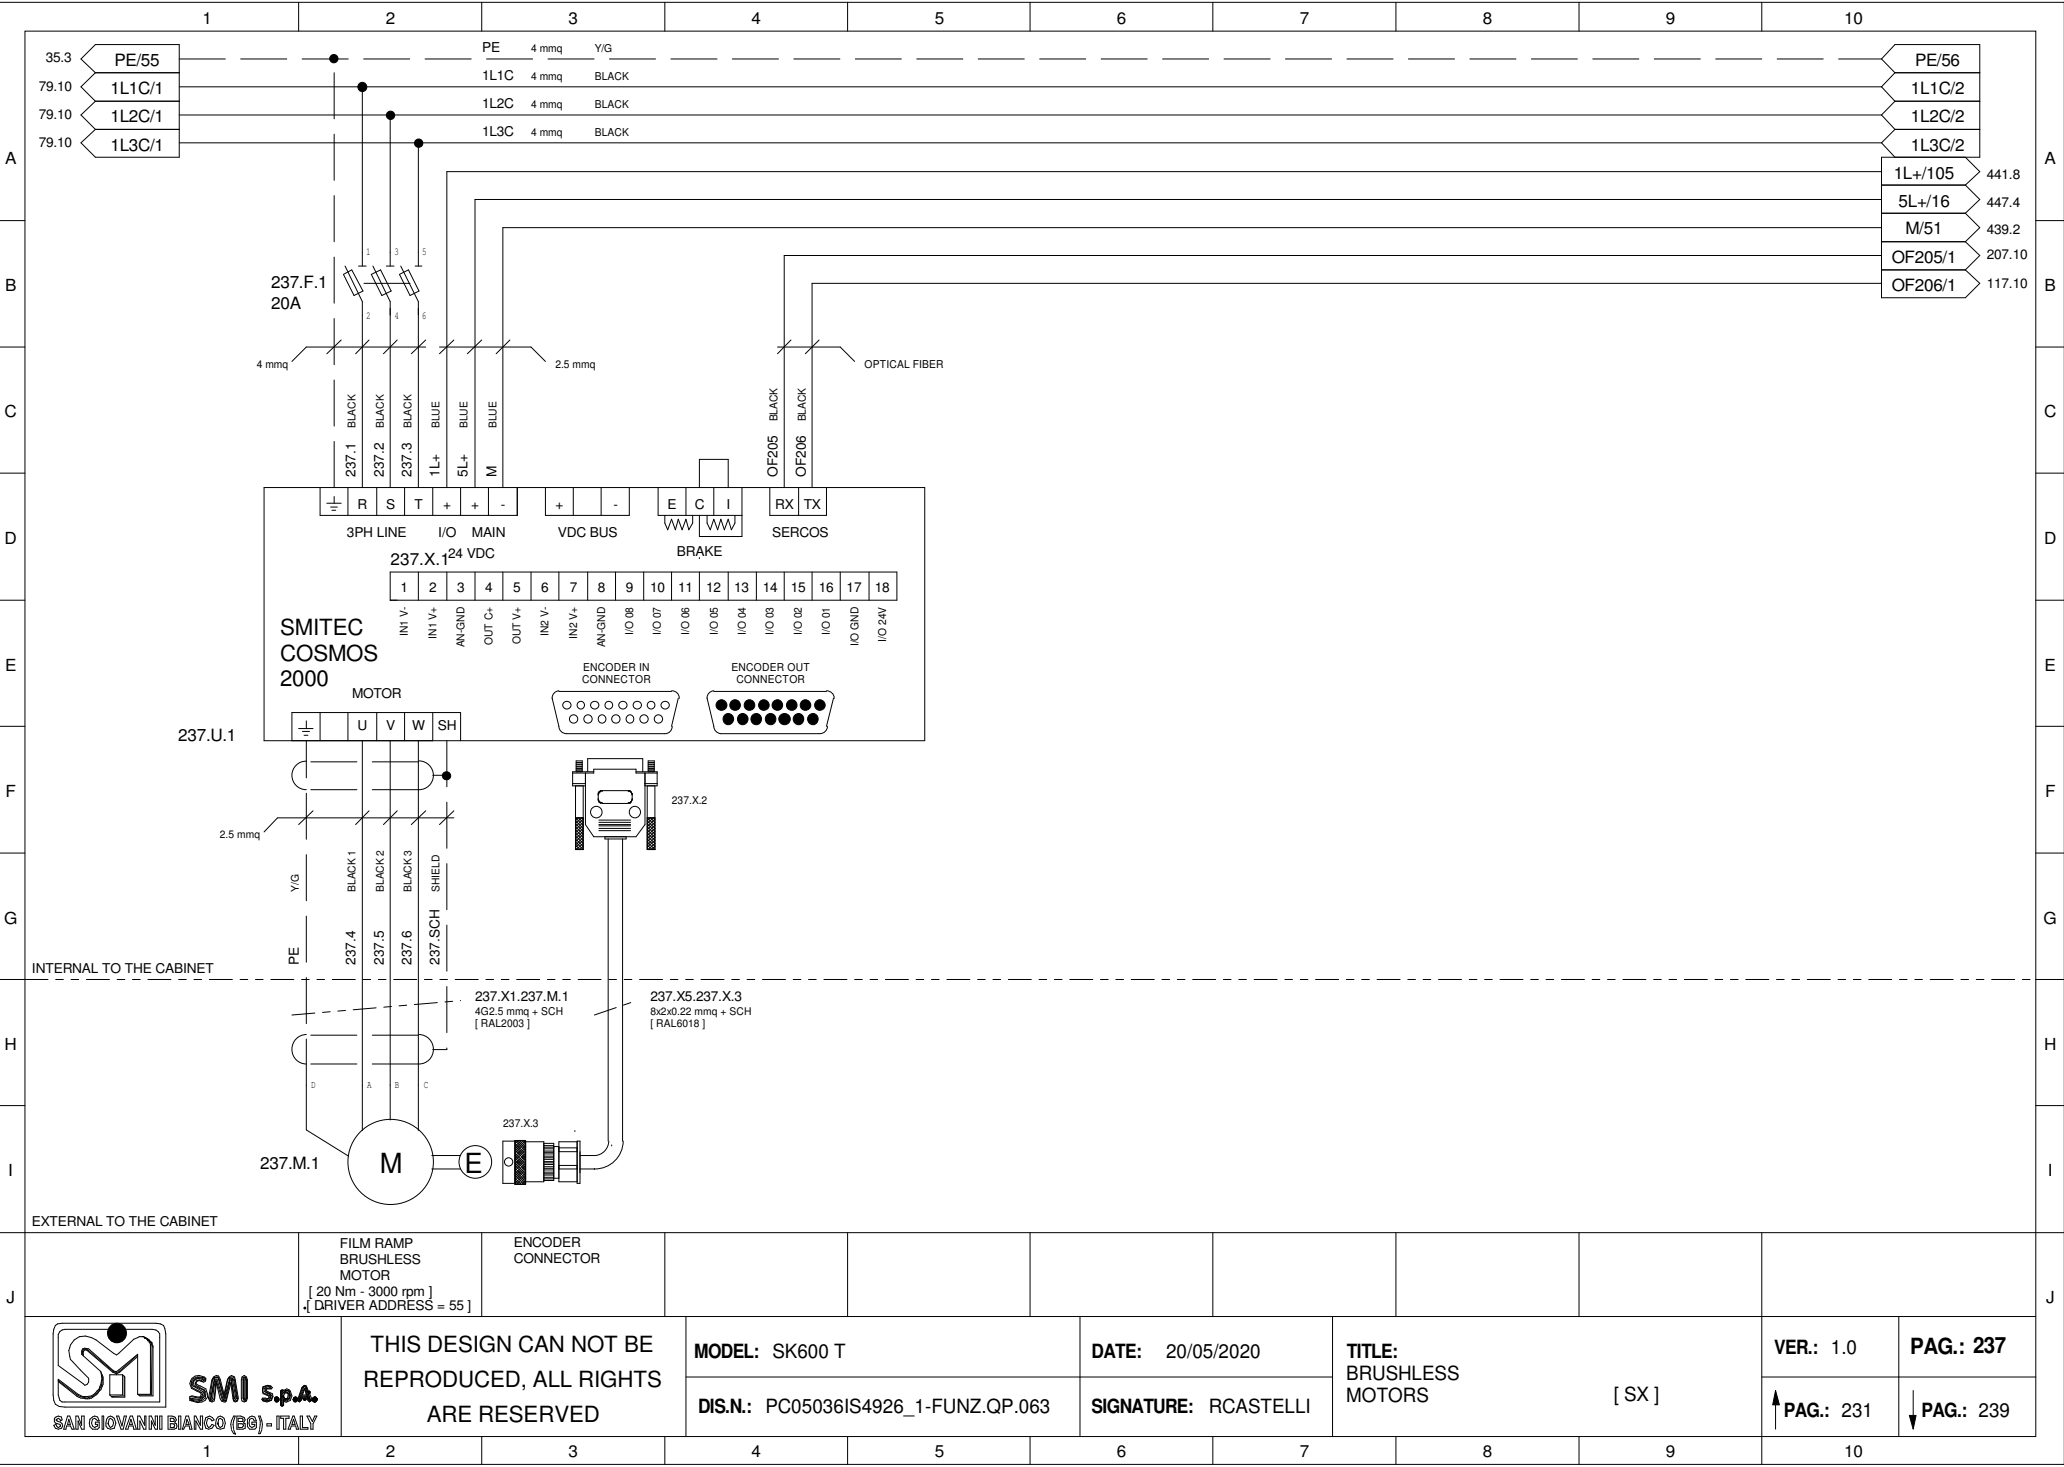 1 2 3 4 5 6 7 8 9 10
35.3 PE/55 PE 4 mmq Y/G PE/56
79.10 1L1C/1 1L1C 4 mmq BLACK 1L1C/2
79.10 1L2C/1 1L2C 4 mmq BLACK 1L2C/2
79.10 1L3C/1 1L3C 4 mmq BLACK 1L3C/2
A A
1L+/105 441.8
5L+/16 447.4
M/51 439.2
OF205/1 207.10
OF206/1 117.10
B B
1 3 5
237.F.1
20A
2 4 6
4 mmq 2.5 mmq OPTICAL FIBER
C C
BLACK BLACK BLACK BLUE BLUE BLUE BLACK BLACK
237.1 237.2 237.3 1L+ 5L+ M OF205 OF206
R S T + + - + - E C I RX TX
3PH LINE I/O MAIN VDC BUS SERCOS
D D
24 VDC BRAKE
237.X.1
1 2 3 4 5 6 7 8 9 10 11 12 13 14 15 16 17 18
IN1 V- IN1 V+ AN-GND OUT C+ OUT V+ IN2 V- IN2 V+ AN-GND I/O 08 I/O 07 I/O 06 I/O 05 I/O 04 I/O 03 I/O 02 I/O 01 I/O GND I/O 24V
SMITEC
COSMOS
2000
E E
ENCODER IN
CONNECTOR
ENCODER OUT
CONNECTOR
MOTOR
U V W SH
237.U.1
F F
237.X.2
2.5 mmq
Y/G BLACK 1 BLACK 2 BLACK 3 SHIELD
G G
PE 237.4 237.5 237.6 237.SCH
INTERNAL TO THE CABINET
237.X1.237.M.1
4G2.5 mmq + SCH
[ RAL2003 ]
237.X5.237.X.3
8x2x0.22 mmq + SCH
[ RAL6018 ]
H H
D A B C
237.X.3
237.M.1 M E
I I
EXTERNAL TO THE CABINET
FILM RAMP
BRUSHLESS
MOTOR
[ 20 Nm - 3000 rpm ]
[ DRIVER ADDRESS = 55 ]
ENCODER
CONNECTOR
J J
SMI S.p.A.
SAN GIOVANNI BIANCO (BG) - ITALY
THIS DESIGN CAN NOT BE
REPRODUCED, ALL RIGHTS
ARE RESERVED
MODEL: SK600 T
DIS.N.: PC05036IS4926_1-FUNZ.QP.063
DATE: 20/05/2020
SIGNATURE: RCASTELLI
TITLE:
BRUSHLESS
MOTORS [ SX ]
VER.: 1.0 PAG.: 237
PAG.: 231 PAG.: 239
1 2 3 4 5 6 7 8 9 10